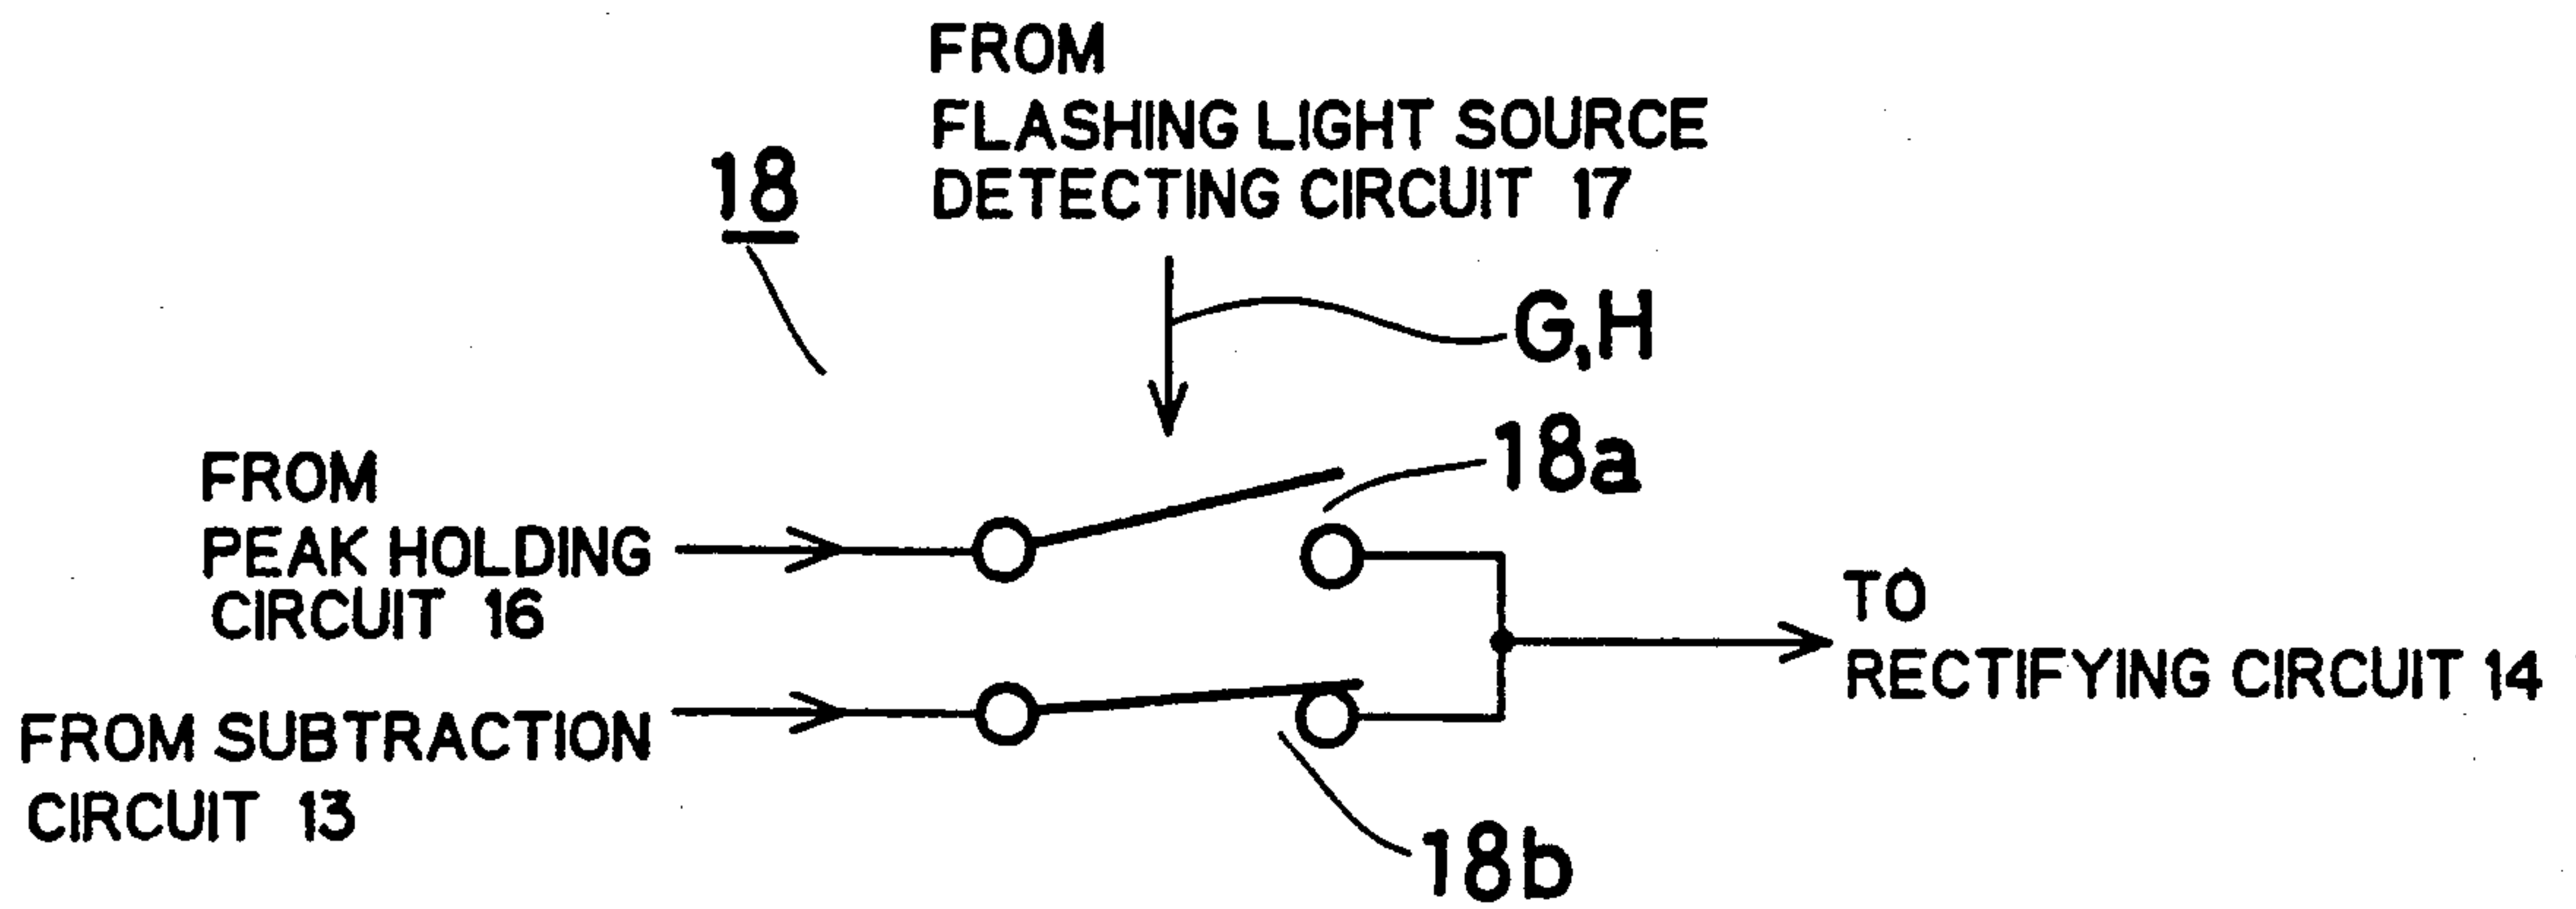 FROM
FLASHING LIGHT SOURCE
DETECTING CIRCUIT 17
18
G,H
18a
FROM
PEAK HOLDING
CIRCUIT 16
TO
RECTIFYING CIRCUIT 14
FROM SUBTRACTION
CIRCUIT 13
18b